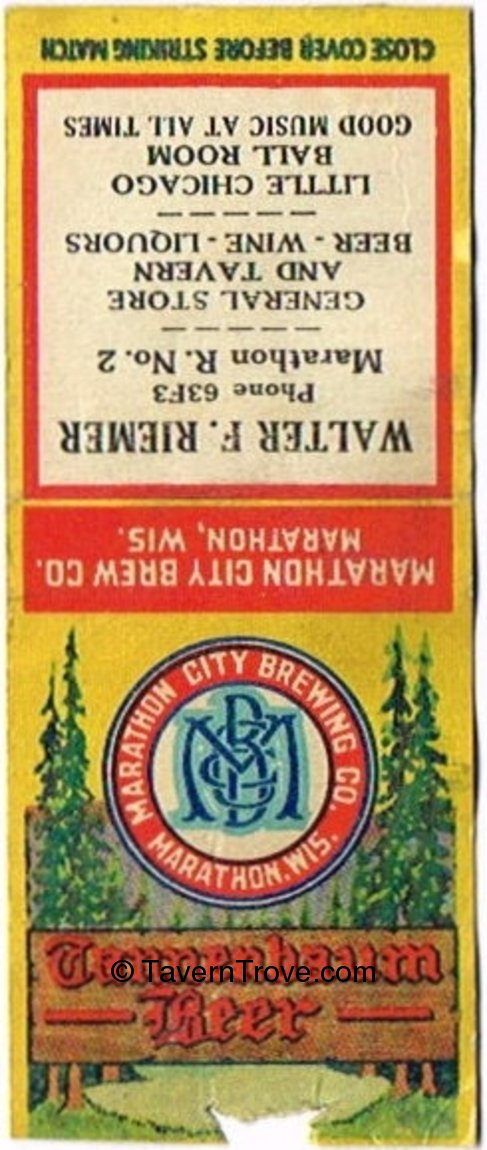 MARATHON CITY BREW CO.
MARATHON, WIS.
WALTER F. RIEMER
Phone 63F3
Marathon R. No. 2
GENERAL STORE
AND TAVERN
BEER - WINE - LIQUORS
LITTLE CHICAGO
BALL ROOM
GOOD MUSIC AT ALL TIMES
CLOSE COVER BEFORE STRIKING MATCH
MARATHON CITY BREWING CO.
MCB
MARATHON, WIS.
Tannenbaum
© TavernTrove.com
Beer